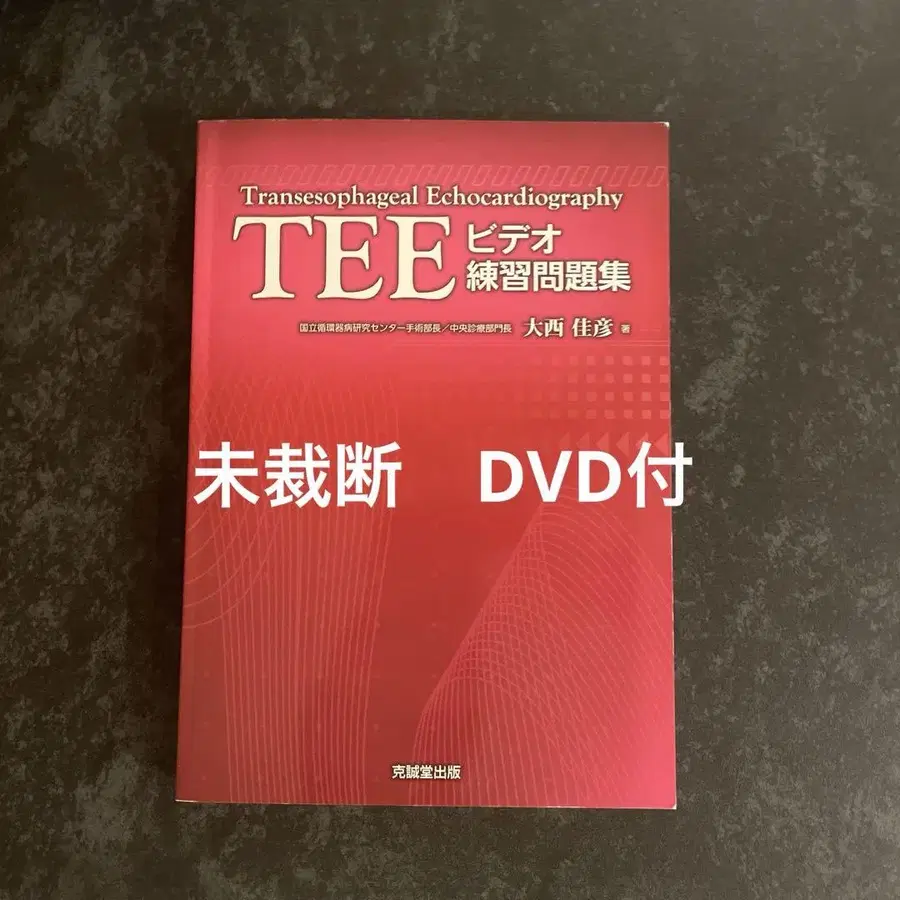 Transesophageal Echocardiography
TEE ビデオ
練習問題集
国立循環器病研究センター手術部長／中央診療部門長 大西 佳彦 著
未裁断 DVD付
克誠堂出版